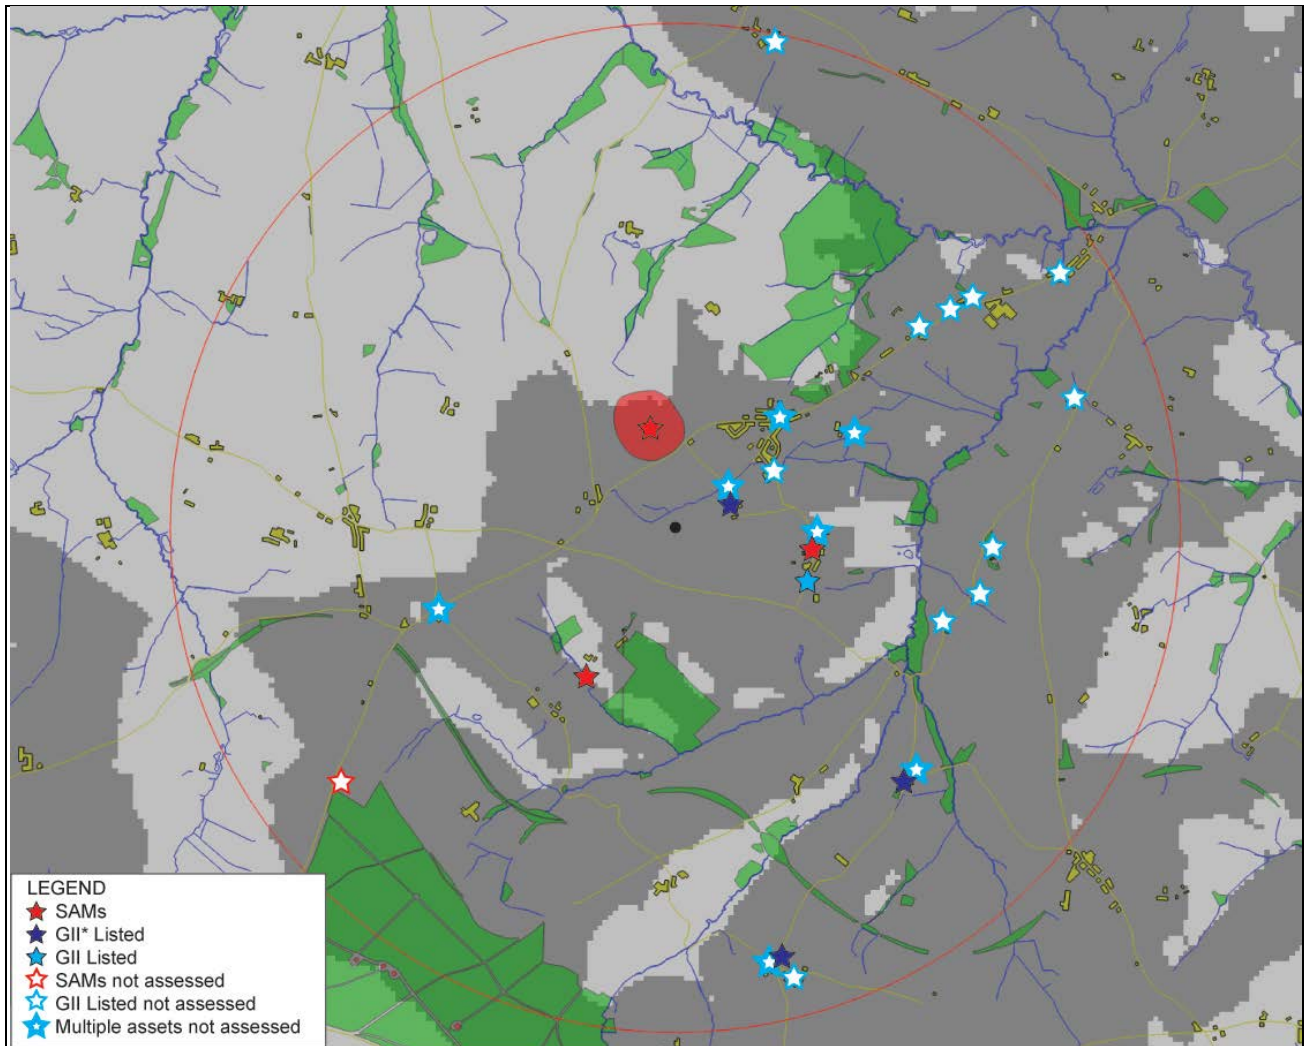 LEGEND
SAMs
GII* Listed
GII Listed
SAMs not assessed
GII Listed not assessed
Multiple assets not assessed